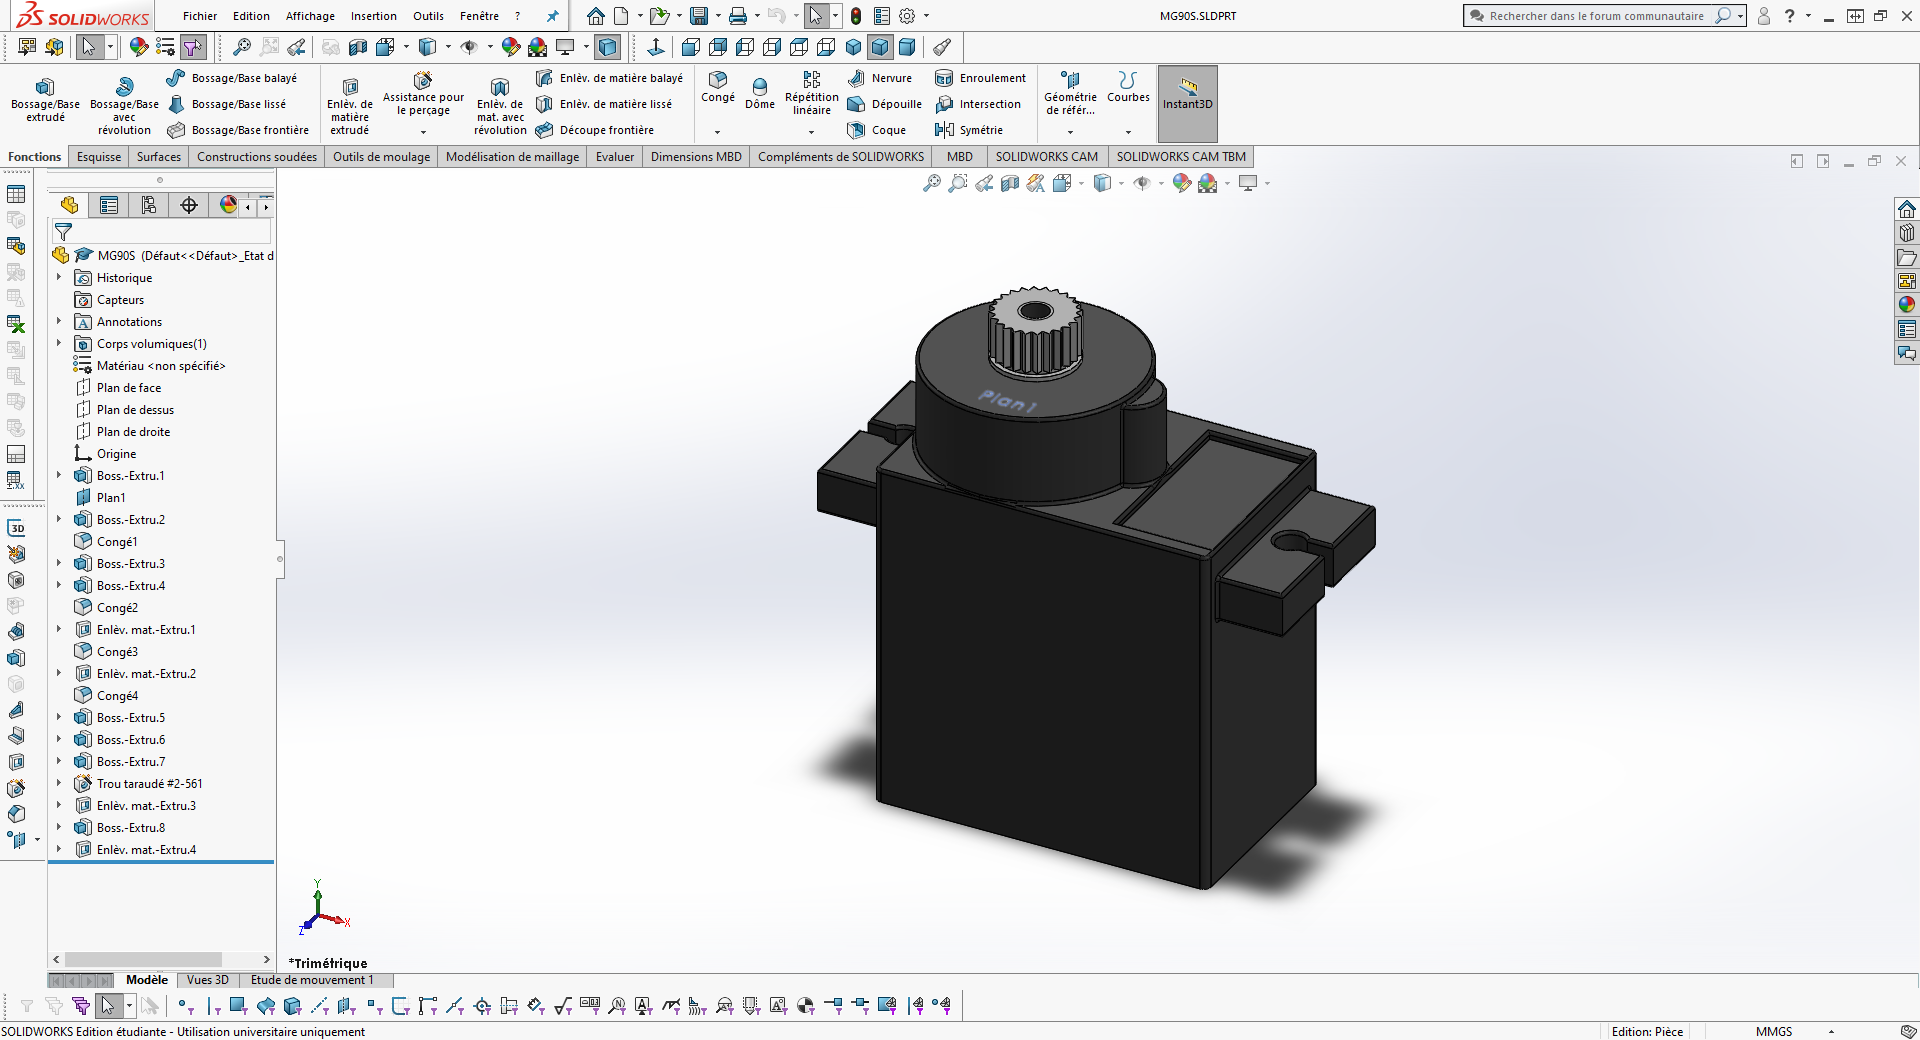 SOLIDWORKS
Fichier Edition Affichage Insertion Outils Fenêtre ?
MG90S.SLDPRT
Rechercher dans le forum communautaire
Bossage/Base extrudé
Bossage/Base avec révolution
Bossage/Base balayé
Bossage/Base lissé
Bossage/Base frontière
Enlèv. de matière extrudé
Assistance pour le perçage
Enlèv. de mat. avec révolution
Enlèv. de matière balayé
Enlèv. de matière lissé
Découpe frontière
Congé
Dôme
Répétition linéaire
Nervure
Dépouille
Coque
Enroulement
Intersection
Symétrie
Géométrie de référ...
Courbes
Instant3D
Fonctions Esquisse Surfaces Constructions soudées Outils de moulage Modélisation de maillage Evaluer Dimensions MBD Compléments de SOLIDWORKS MBD SOLIDWORKS CAM SOLIDWORKS CAM TBM
MG90S (Défaut<<Défaut>_Etat d
Historique
Capteurs
Annotations
Corps volumiques(1)
Matériau <non spécifié>
Plan de face
Plan de dessus
Plan de droite
Origine
Boss.-Extru.1
Plan1
Boss.-Extru.2
Congé1
Boss.-Extru.3
Boss.-Extru.4
Congé2
Enlèv. mat.-Extru.1
Congé3
Enlèv. mat.-Extru.2
Congé4
Boss.-Extru.5
Boss.-Extru.6
Boss.-Extru.7
Trou taraudé #2-561
Enlèv. mat.-Extru.3
Boss.-Extru.8
Enlèv. mat.-Extru.4
Plan1
Y
X
Z
*Trimétrique
Modèle Vues 3D Etude de mouvement 1
SOLIDWORKS Edition étudiante - Utilisation universitaire uniquement
Edition: Pièce
MMGS